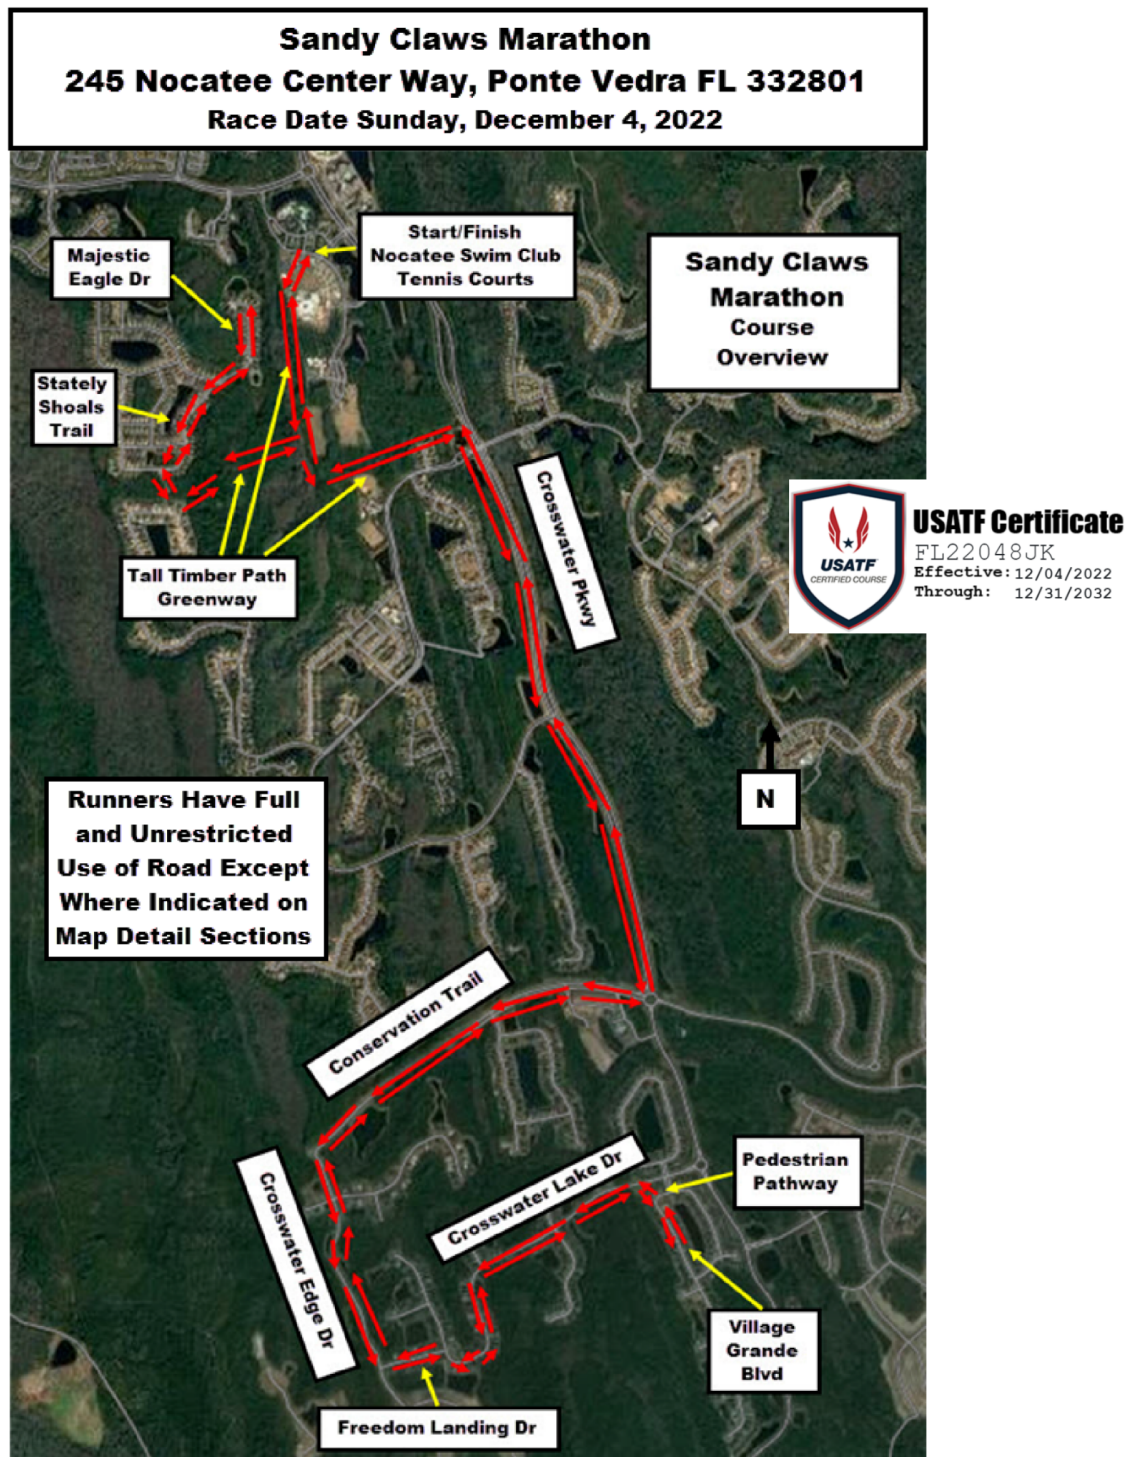 Sandy Claws Marathon
245 Nocatee Center Way, Ponte Vedra FL 332801
Race Date Sunday, December 4, 2022
Majestic
Eagle Dr
Start/Finish
Nocatee Swim Club
Tennis Courts
Sandy Claws
Marathon
Course
Overview
Stately
Shoals
Trail
Crosswater Pkwy
USATF
CERTIFIED COURSE
USATF Certificate
FL22048JK
Effective: 12/04/2022
Through: 12/31/2032
Tall Timber Path
Greenway
N
Runners Have Full
and Unrestricted
Use of Road Except
Where Indicated on
Map Detail Sections
Conservation Trail
Crosswater Edge Dr
Crosswater Lake Dr
Pedestrian
Pathway
Village
Grande
Blvd
Freedom Landing Dr